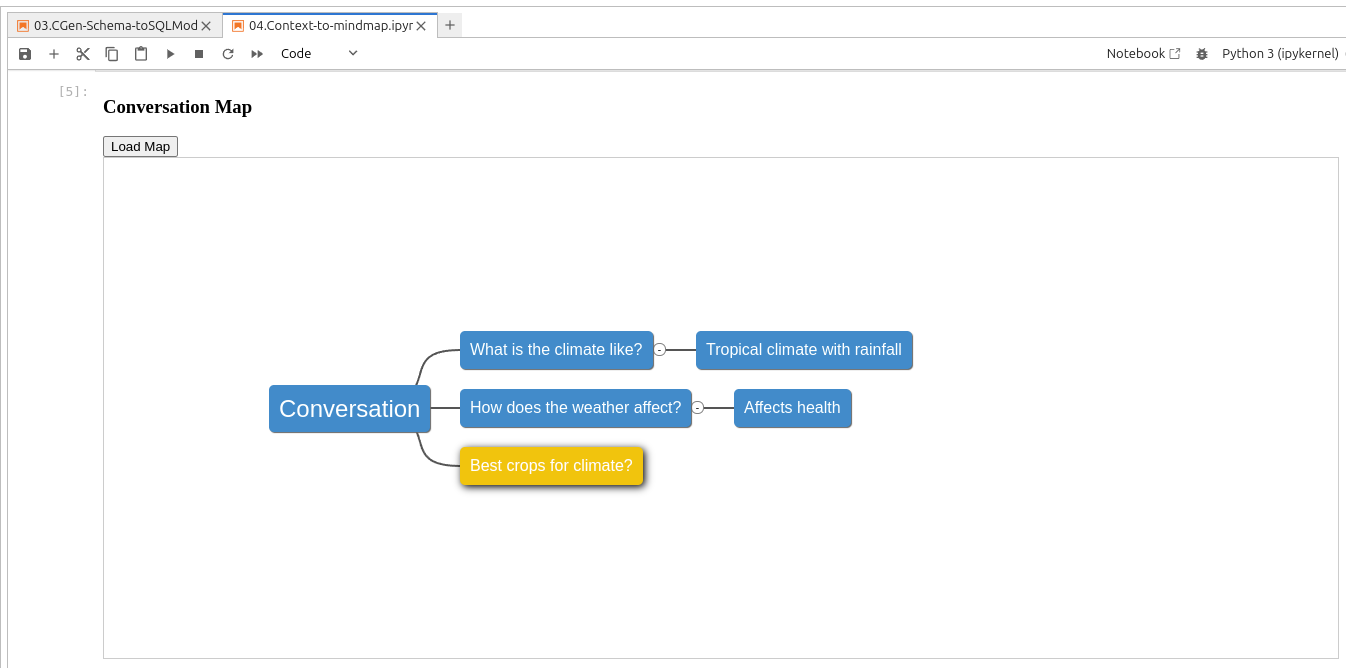 03.CGen-Schema-toSQLMod
04.Context-to-mindmap.ipyr
Code
Notebook
Python 3 (ipykernel)
[5]:
Conversation Map
Load Map
What is the climate like?
-
Tropical climate with rainfall
Conversation
How does the weather affect?
-
Affects health
Best crops for climate?